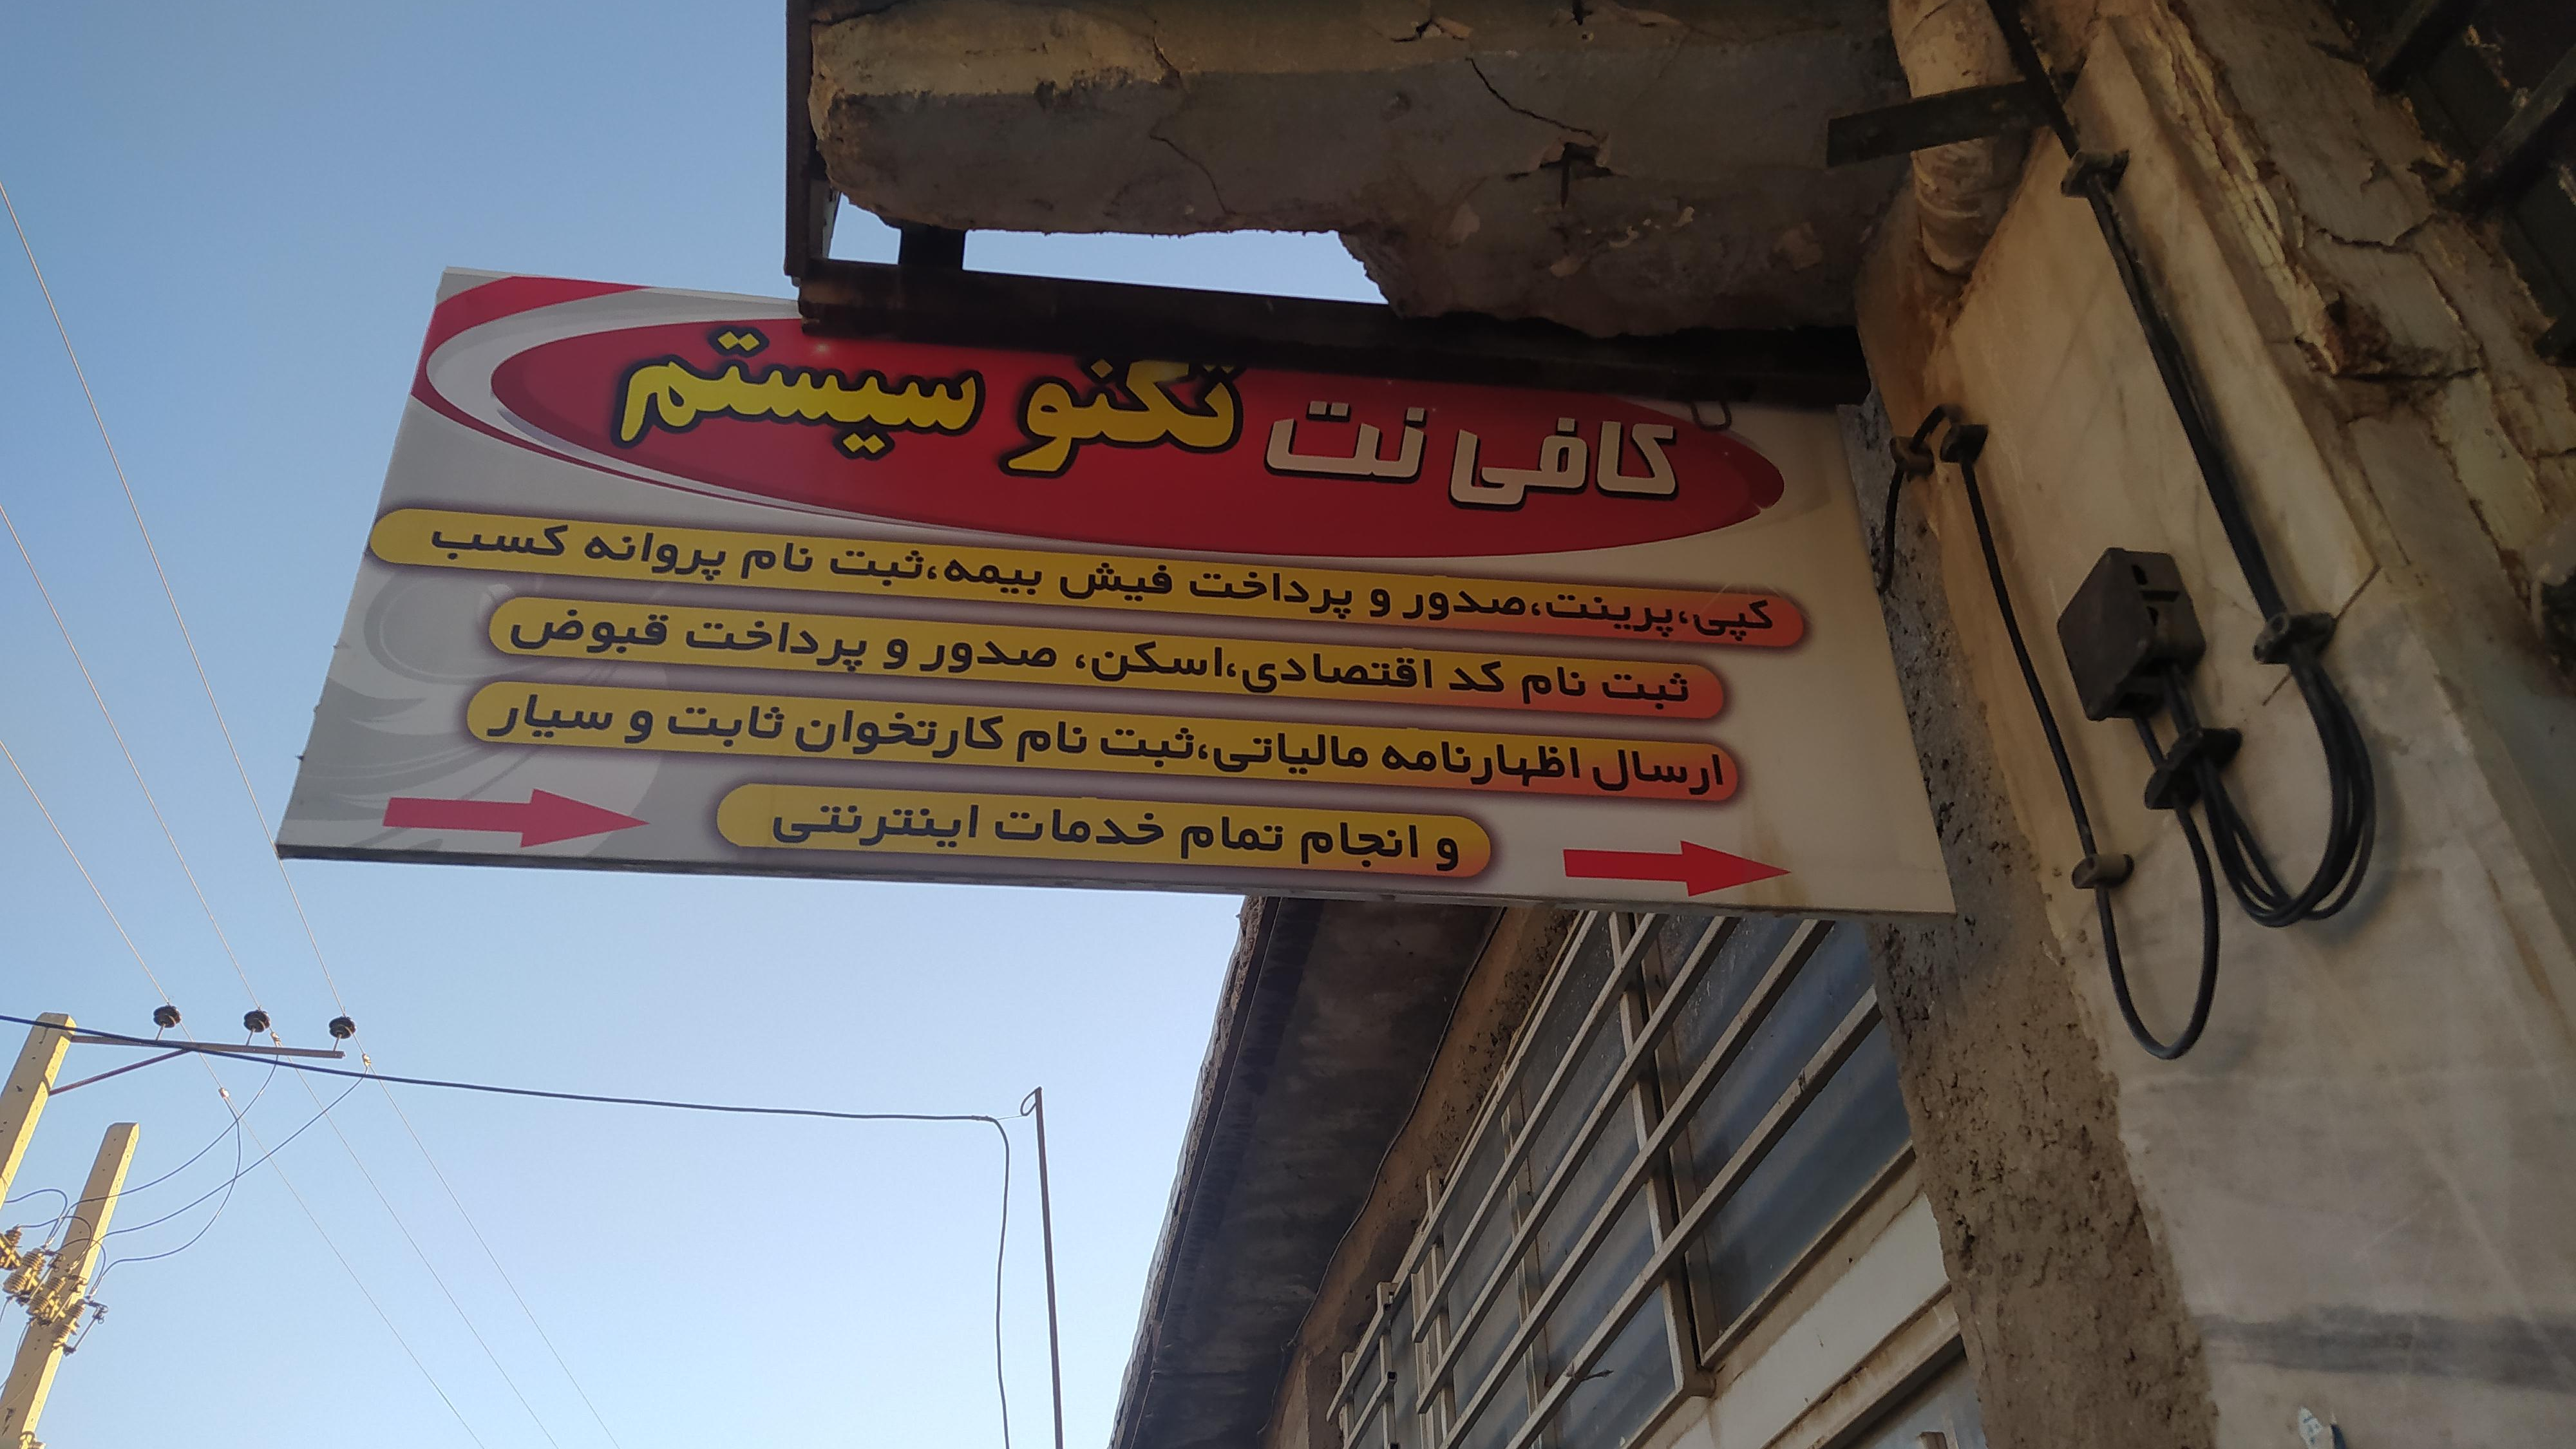 کافی نت تکنو سیستم
کپی،پرینت،صدور و پرداخت فیش بیمه،ثبت نام پروانه کسب
ثبت نام کد اقتصادی،اسکن، صدور و پرداخت قبوض
ارسال اظهارنامه مالیاتی،ثبت نام کارتخوان ثابت و سیار
و انجام تمام خدمات اینترنتی